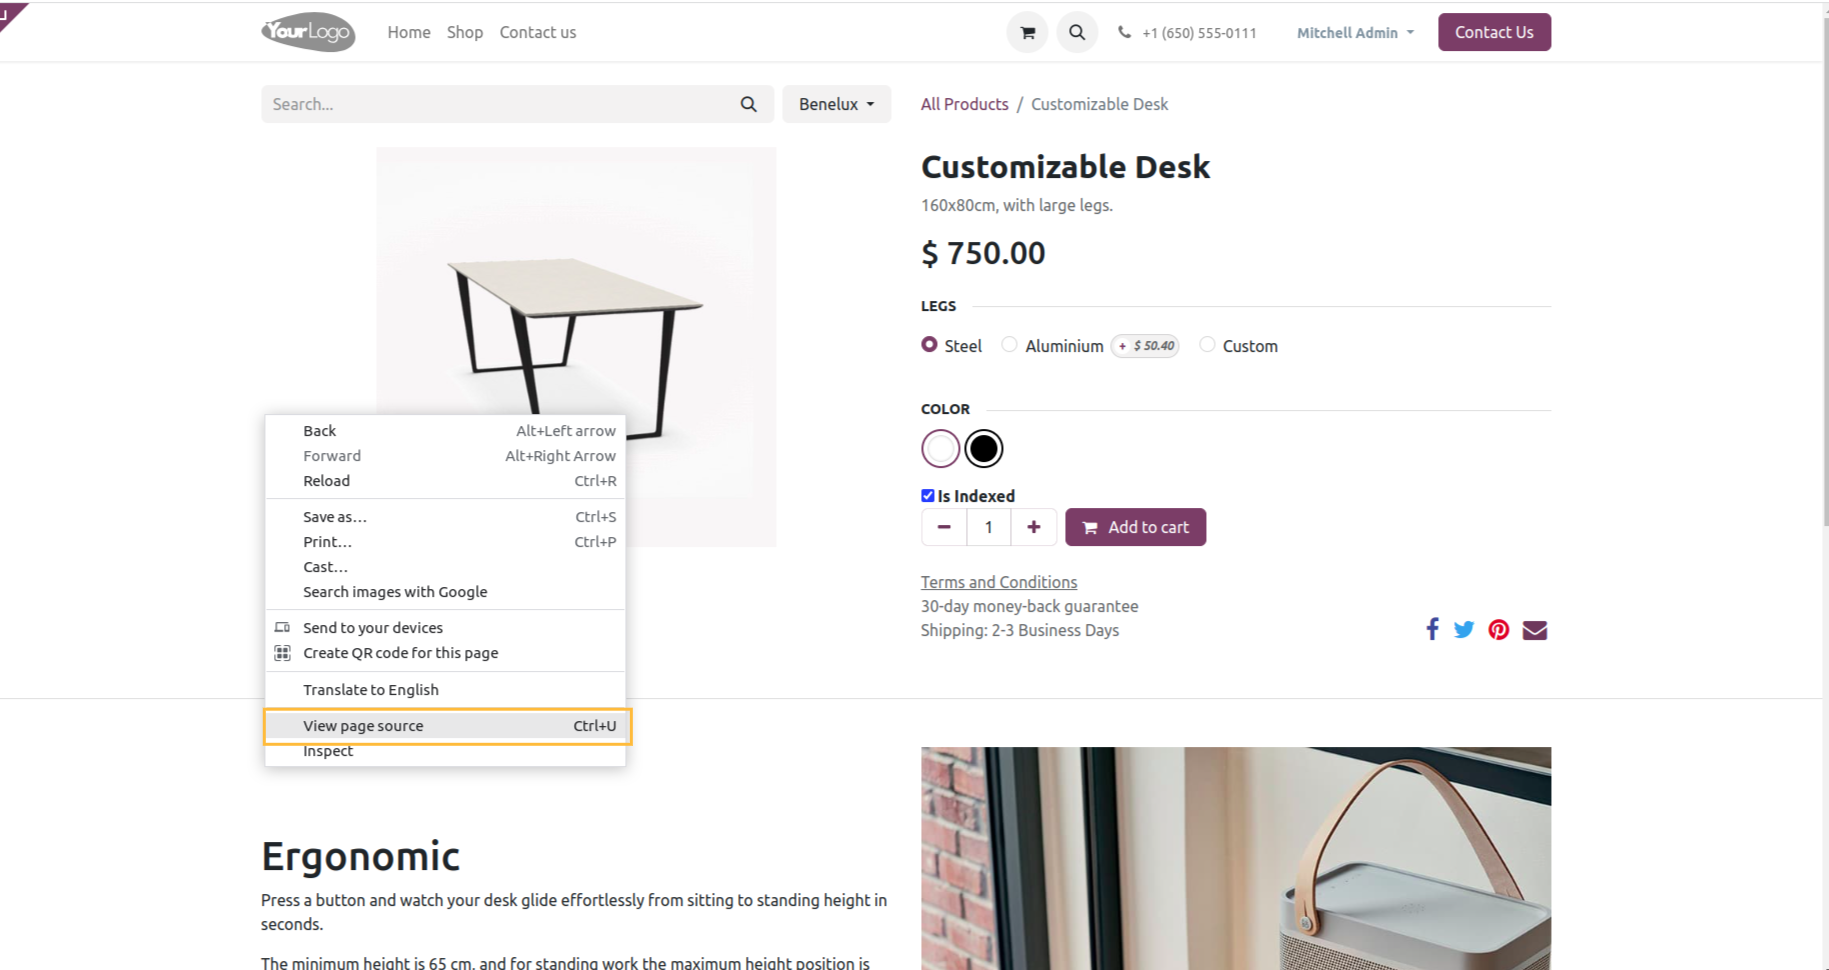 YourLogo
Home Shop Contact us
+1 (650) 555-0111
Mitchell Admin
Contact Us
Search...
Benelux
All Products / Customizable Desk
Customizable Desk
160x80cm, with large legs.
$ 750.00
LEGS
Steel Aluminium + $ 50.40 Custom
COLOR
Is Indexed
− 1 + Add to cart
Terms and Conditions
30-day money-back guarantee
Shipping: 2-3 Business Days
Back Alt+Left arrow
Forward Alt+Right Arrow
Reload Ctrl+R
Save as... Ctrl+S
Print... Ctrl+P
Cast...
Search images with Google
Send to your devices
Create QR code for this page
Translate to English
View page source Ctrl+U
Inspect
Ergonomic
Press a button and watch your desk glide effortlessly from sitting to standing height in
seconds.
The minimum height is 65 cm, and for standing work the maximum height position is